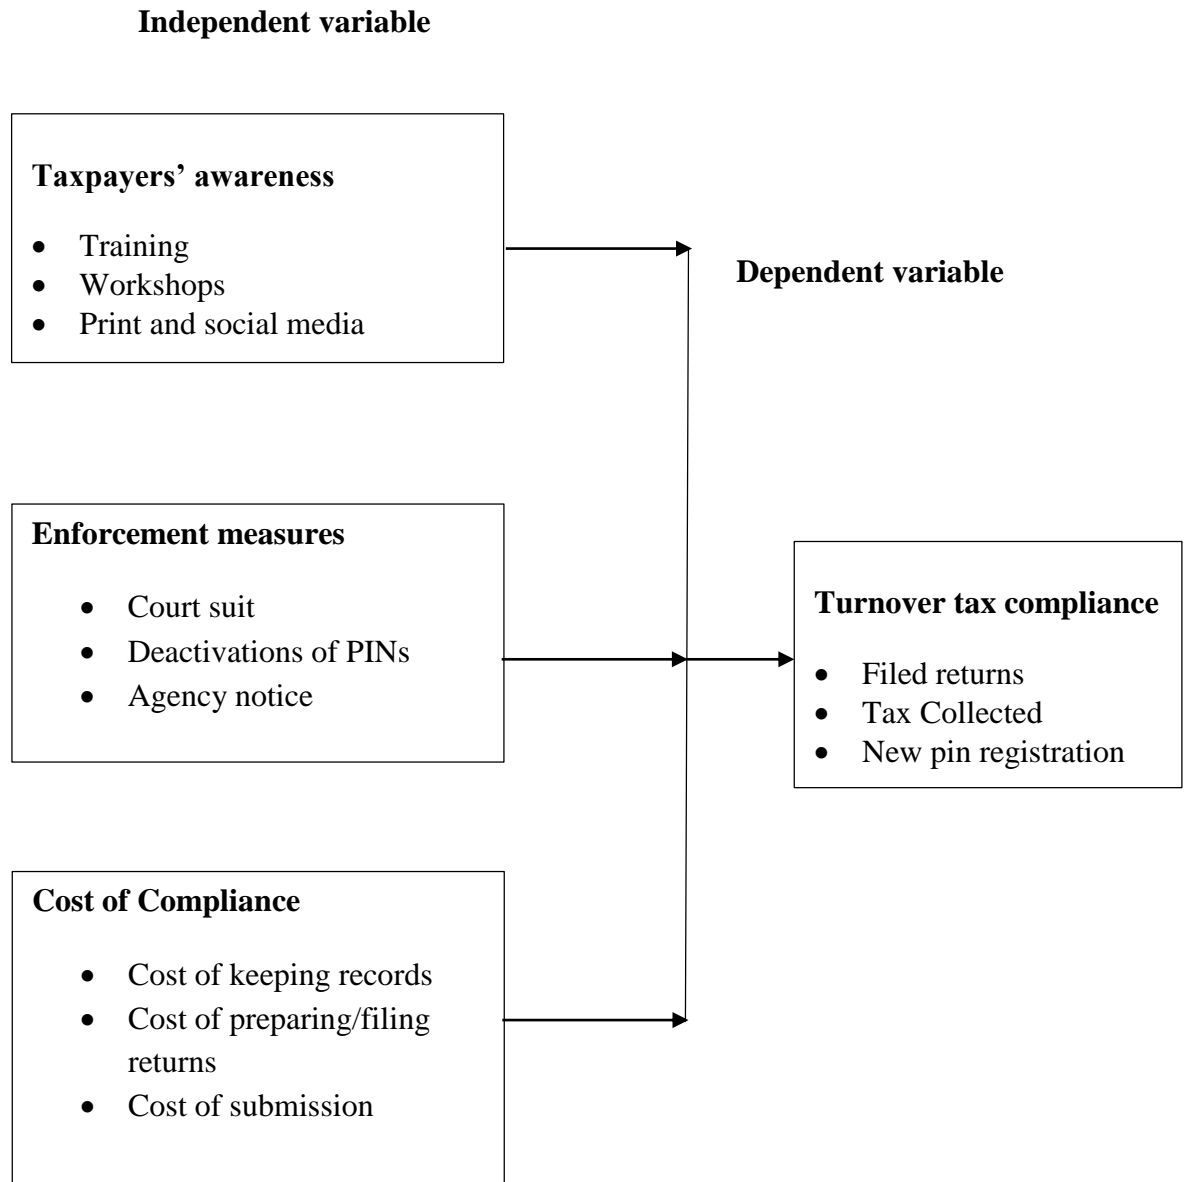 Independent variable
Taxpayers’ awareness
• Training
• Workshops
• Print and social media
Dependent variable
Enforcement measures
• Court suit
• Deactivations of PINs
• Agency notice
Turnover tax compliance
• Filed returns
• Tax Collected
• New pin registration
Cost of Compliance
• Cost of keeping records
• Cost of preparing/filing
returns
• Cost of submission